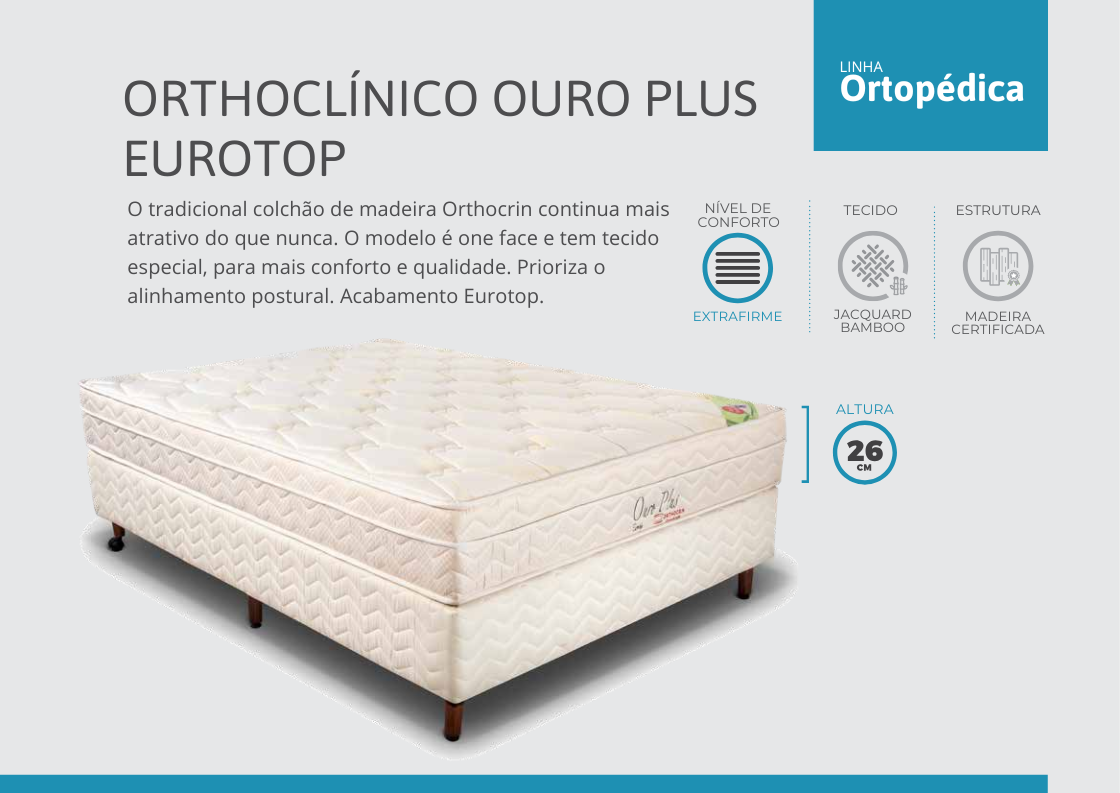 LINHA
Ortopédica
ORTHOCLÍNICO OURO PLUS
EUROTOP
O tradicional colchão de madeira Orthocrin continua mais
atrativo do que nunca. O modelo é one face e tem tecido
especial, para mais conforto e qualidade. Prioriza o
alinhamento postural. Acabamento Eurotop.
NÍVEL DE
CONFORTO
EXTRAFIRME
TECIDO
JACQUARD
BAMBOO
ESTRUTURA
MADEIRA
CERTIFICADA
ALTURA
26
CM
Ouro Plus
ORTHOCRIN